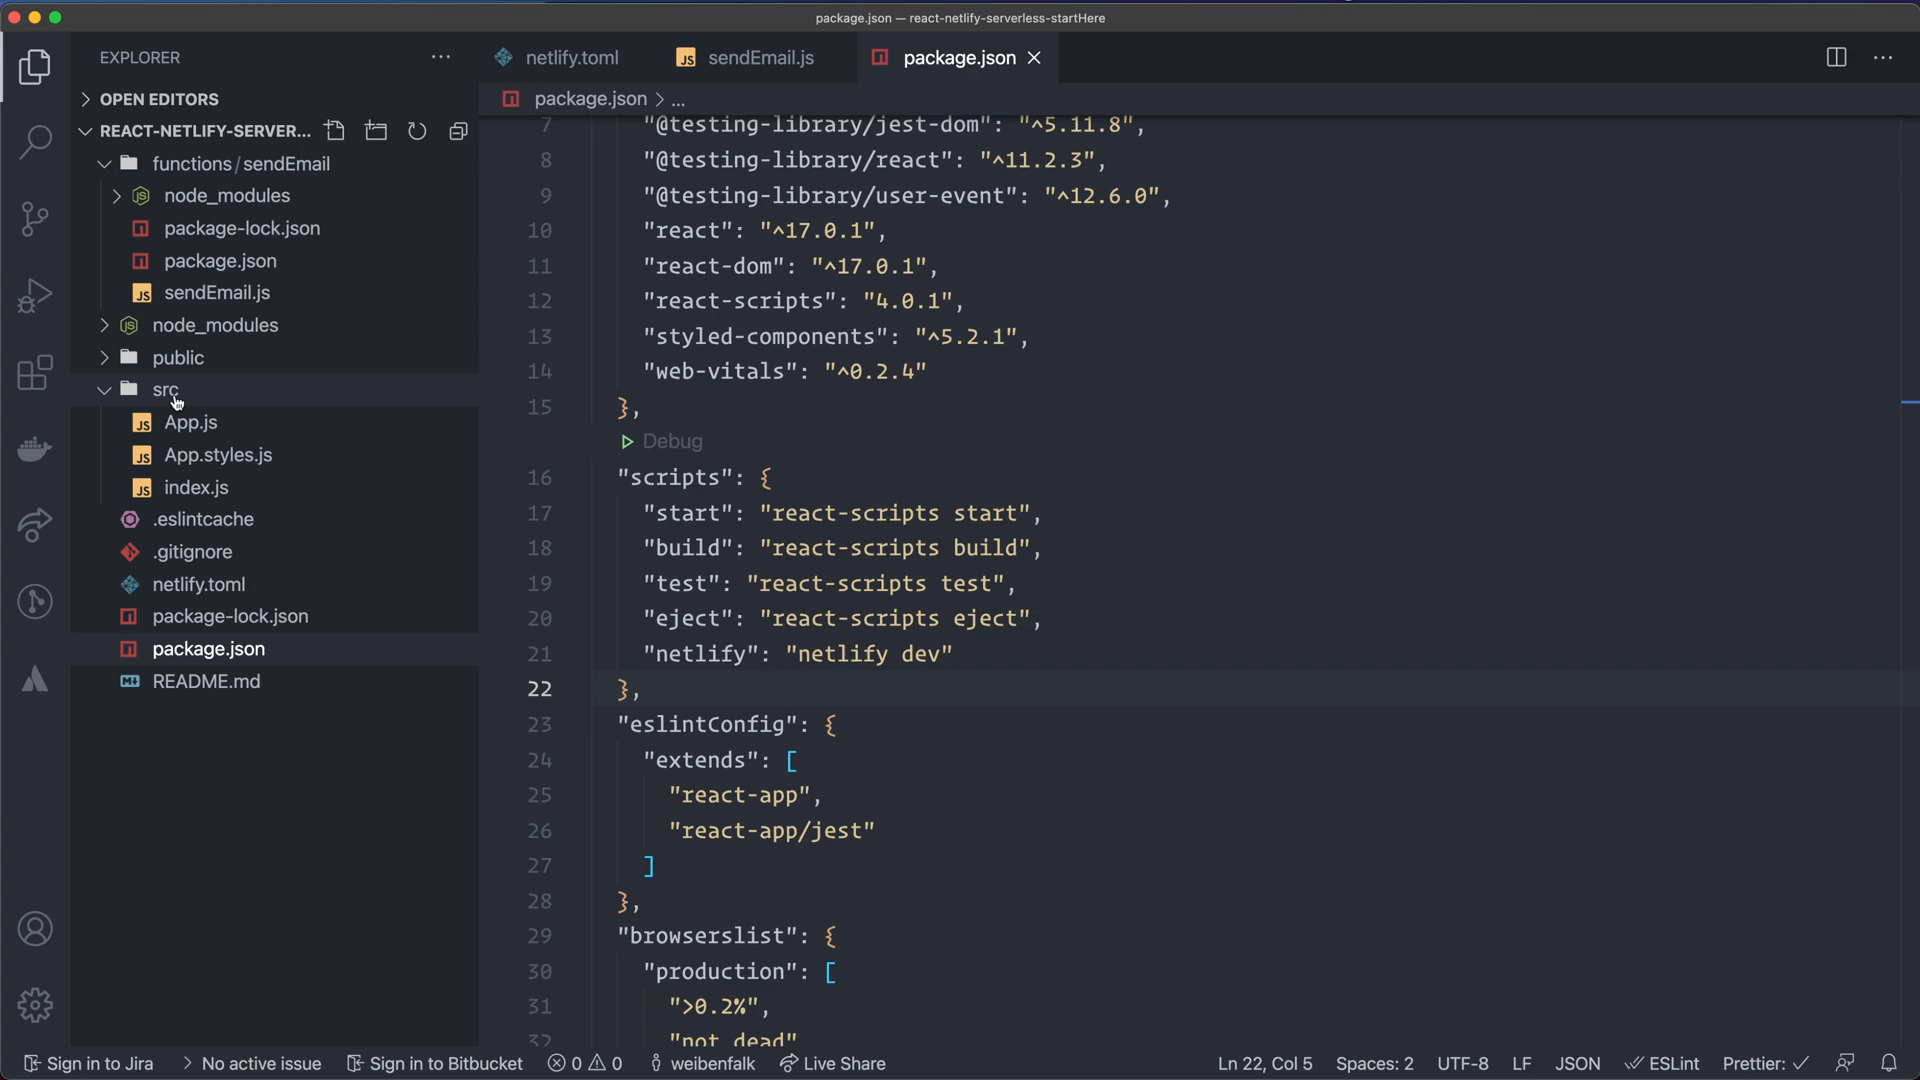 package.json — react-netlify-serverless-startHere
EXPLORER
OPEN EDITORS
REACT-NETLIFY-SERVER...
functions/sendEmail
node_modules
package-lock.json
package.json
sendEmail.js
node_modules
public
src
App.js
App.styles.js
index.js
.eslintcache
.gitignore
netlify.toml
package-lock.json
package.json
README.md
netlify.toml
sendEmail.js
package.json
package.json > ...
7 "@testing-library/jest-dom": "^5.11.8",
8 "@testing-library/react": "^11.2.3",
9 "@testing-library/user-event": "^12.6.0",
10 "react": "^17.0.1",
11 "react-dom": "^17.0.1",
12 "react-scripts": "4.0.1",
13 "styled-components": "^5.2.1",
14 "web-vitals": "^0.2.4"
15 },
Debug
16 "scripts": {
17 "start": "react-scripts start",
18 "build": "react-scripts build",
19 "test": "react-scripts test",
20 "eject": "react-scripts eject",
21 "netlify": "netlify dev"
22 },
23 "eslintConfig": {
24 "extends": [
25 "react-app",
26 "react-app/jest"
27 ]
28 },
29 "browserslist": {
30 "production": [
31 ">0.2%",
32 "not dead"
Sign in to Jira
No active issue
Sign in to Bitbucket
0 0
weibenfalk
Live Share
Ln 22, Col 5
Spaces: 2
UTF-8
LF
JSON
ESLint
Prettier: ✓